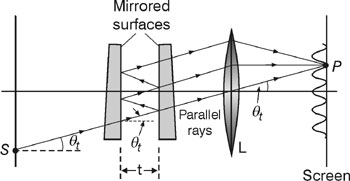 Mirrored
surfaces
P
θt
Parallel
rays
S
θt
θt
L
t
Screen